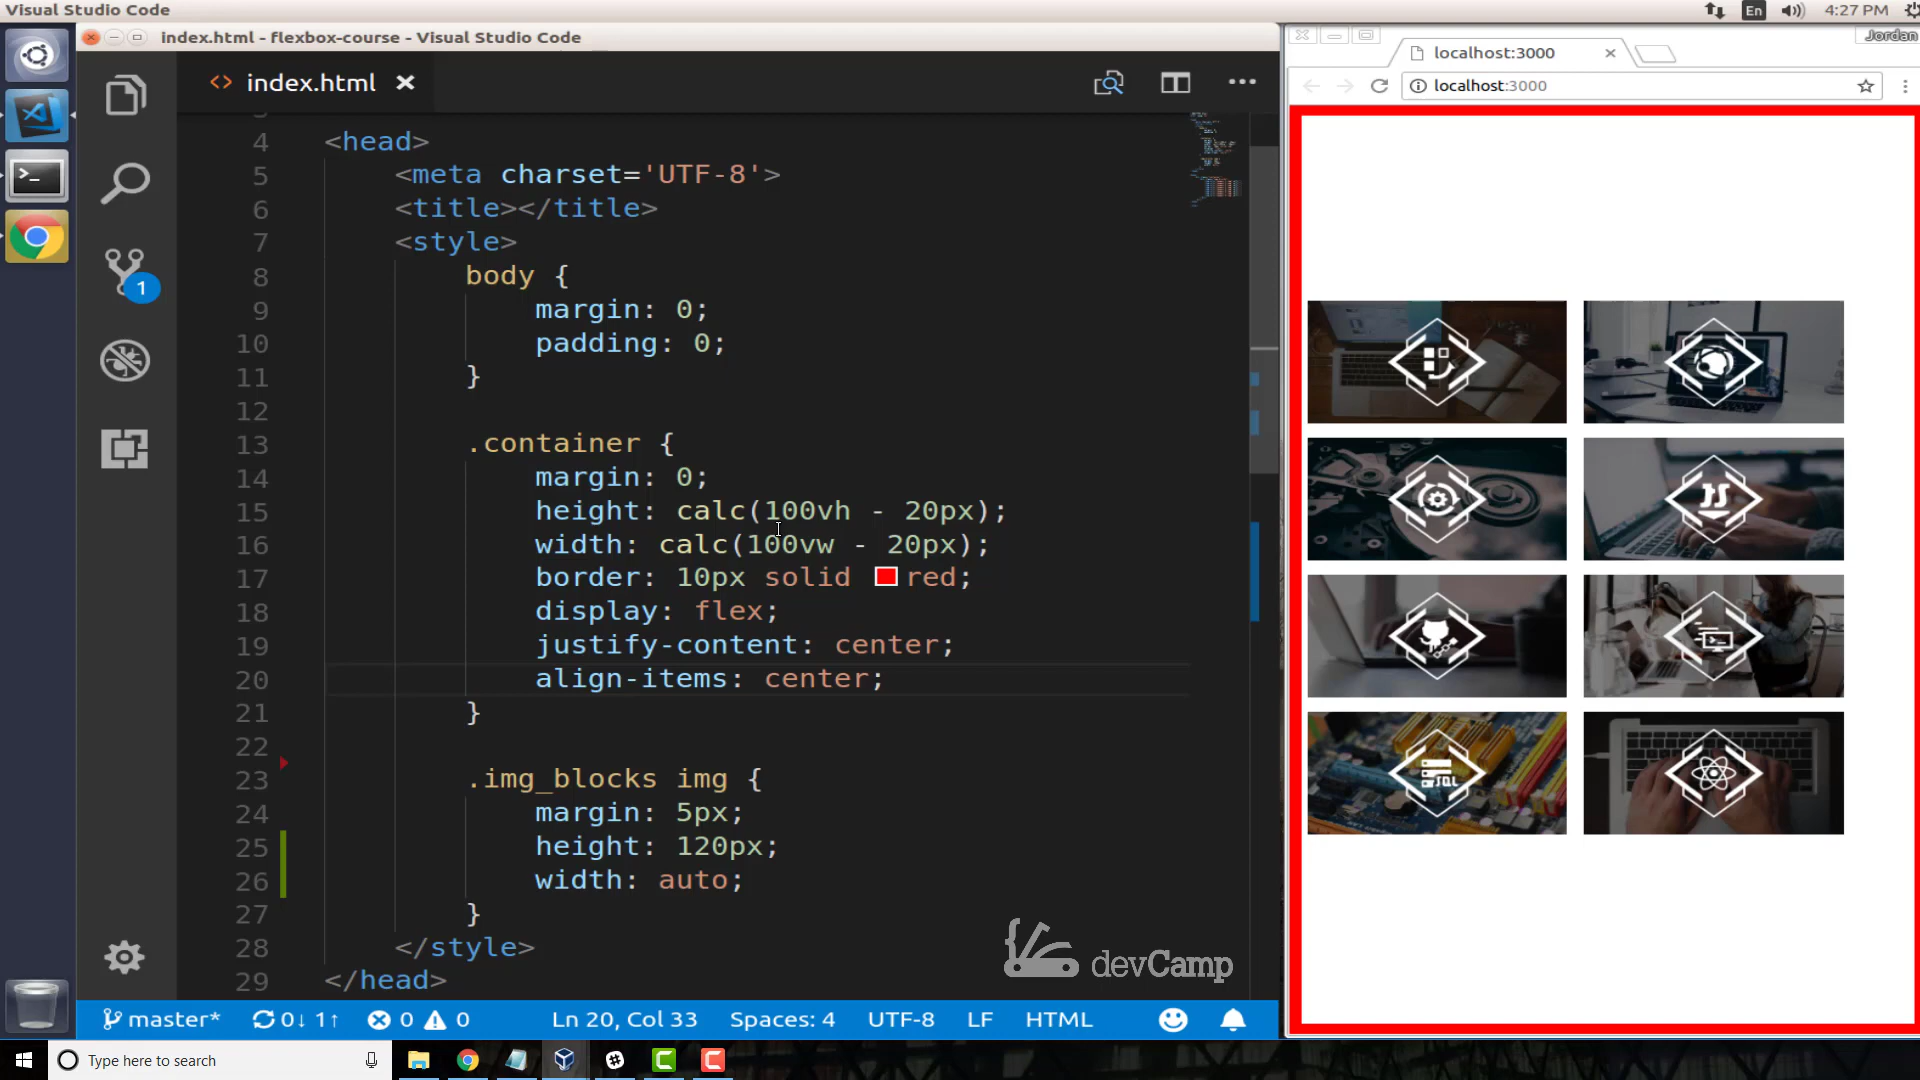 Visual Studio Code
En
4:27 PM
index.html - flexbox-course - Visual Studio Code
Jordan
<> index.html
localhost:3000
localhost:3000
4 <head>
5 <meta charset='UTF-8'>
6 <title></title>
7 <style>
8 body {
9 margin: 0;
10 padding: 0;
11 }
12
13 .container {
14 margin: 0;
15 height: calc(100vh - 20px);
16 width: calc(100vw - 20px);
17 border: 10px solid red;
18 display: flex;
19 justify-content: center;
20 align-items: center;
21 }
22
23 .img_blocks img {
24 margin: 5px;
25 height: 120px;
26 width: auto;
27 }
28 </style>
29 </head>
1
JS
SQL
devCamp
master* 0↓ 1↑ 0 0 Ln 20, Col 33 Spaces: 4 UTF-8 LF HTML
Type here to search